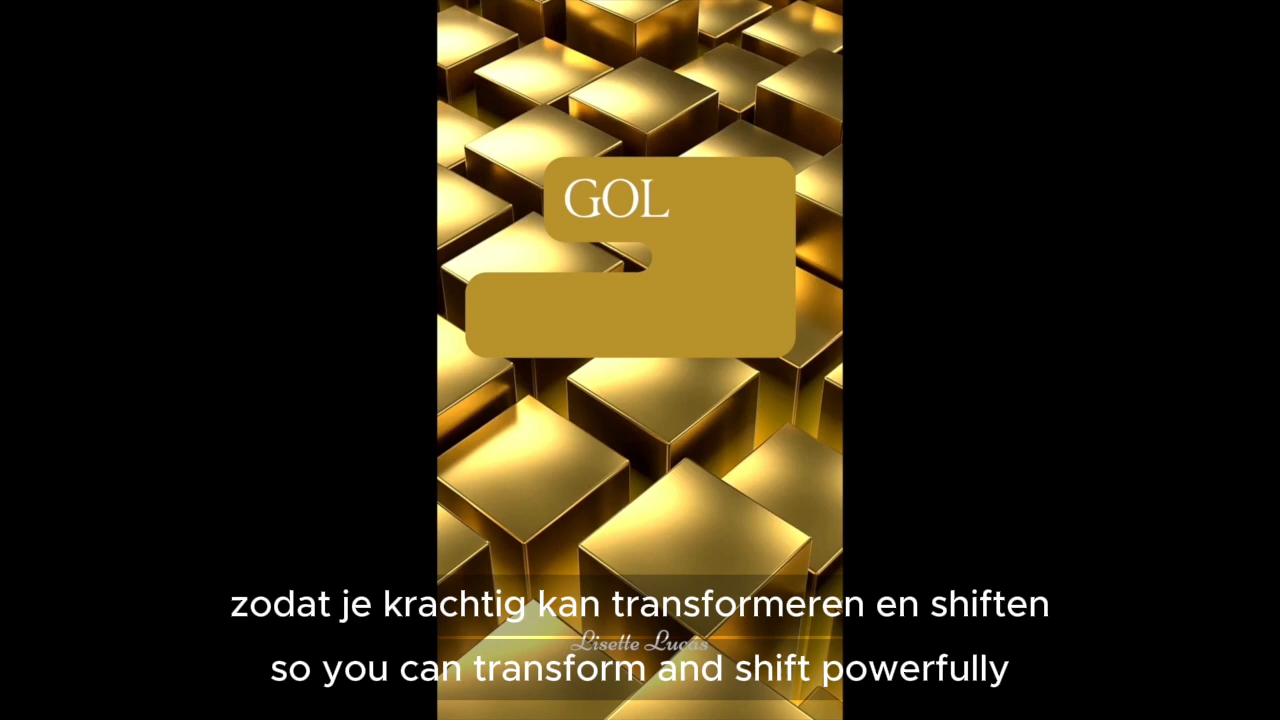 GOL
zodat je krachtig kan transformeren en shiften
Lisette Lucas
so you can transform and shift powerfully